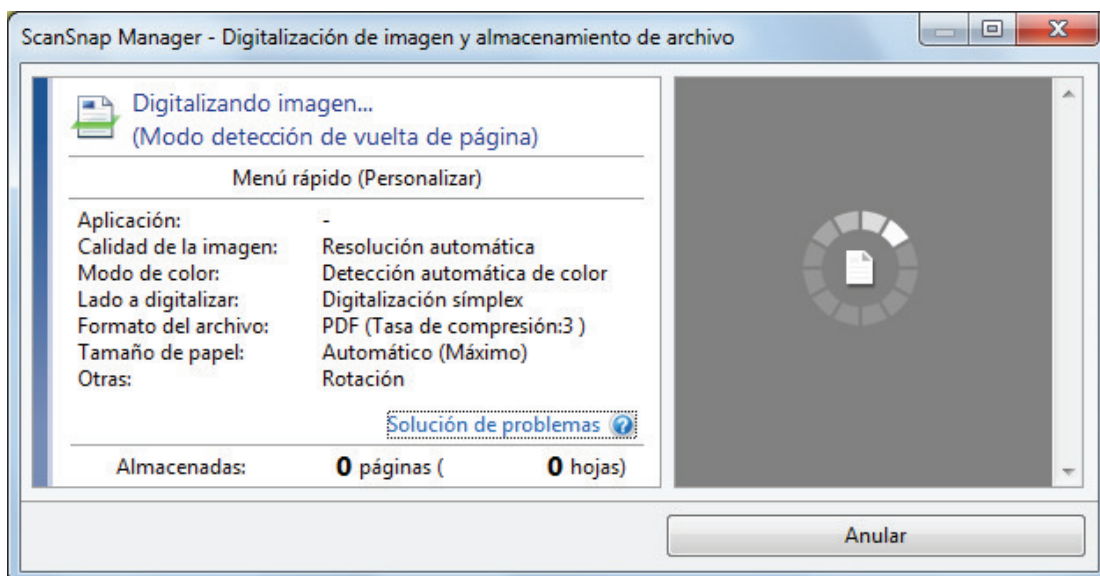 ScanSnap Manager - Digitalización de imagen y almacenamiento de archivo
Digitalizando imagen...
(Modo detección de vuelta de página)
Menú rápido (Personalizar)
Aplicación: -
Calidad de la imagen: Resolución automática
Modo de color: Detección automática de color
Lado a digitalizar: Digitalización símplex
Formato del archivo: PDF (Tasa de compresión:3 )
Tamaño de papel: Automático (Máximo)
Otras: Rotación
Solución de problemas ?
Almacenadas: 0 páginas ( 0 hojas)
Anular